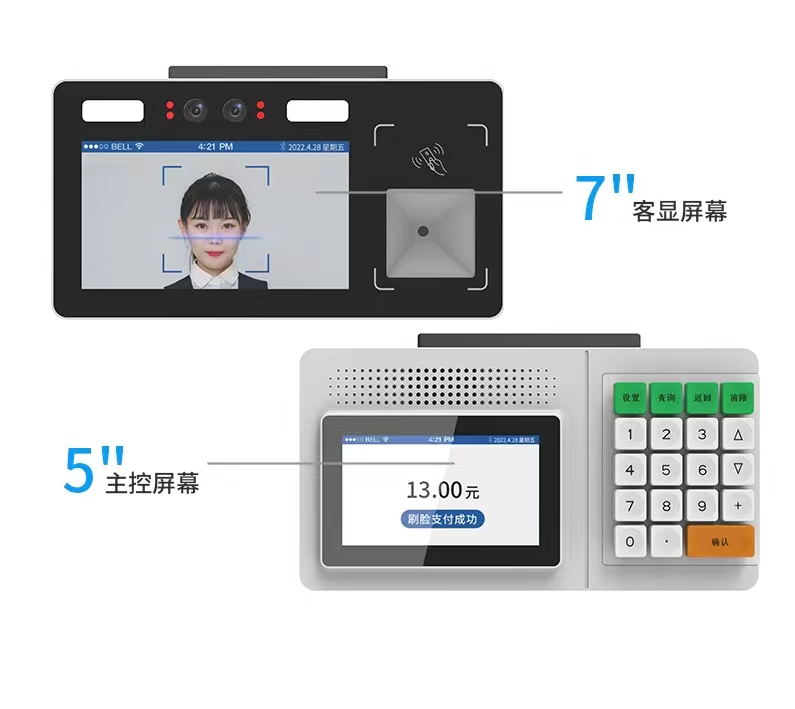 BELL 4:21 PM 2022.4.28 星期五
7"
客显屏幕
设置 查询 返回 清除
1 2 3 △
BELL 4:21 PM 2022.4.28 星期五
5"
主控屏幕
4 5 6 ▽
13.00元
7 8 9 +
刷脸支付成功
0 · 确认